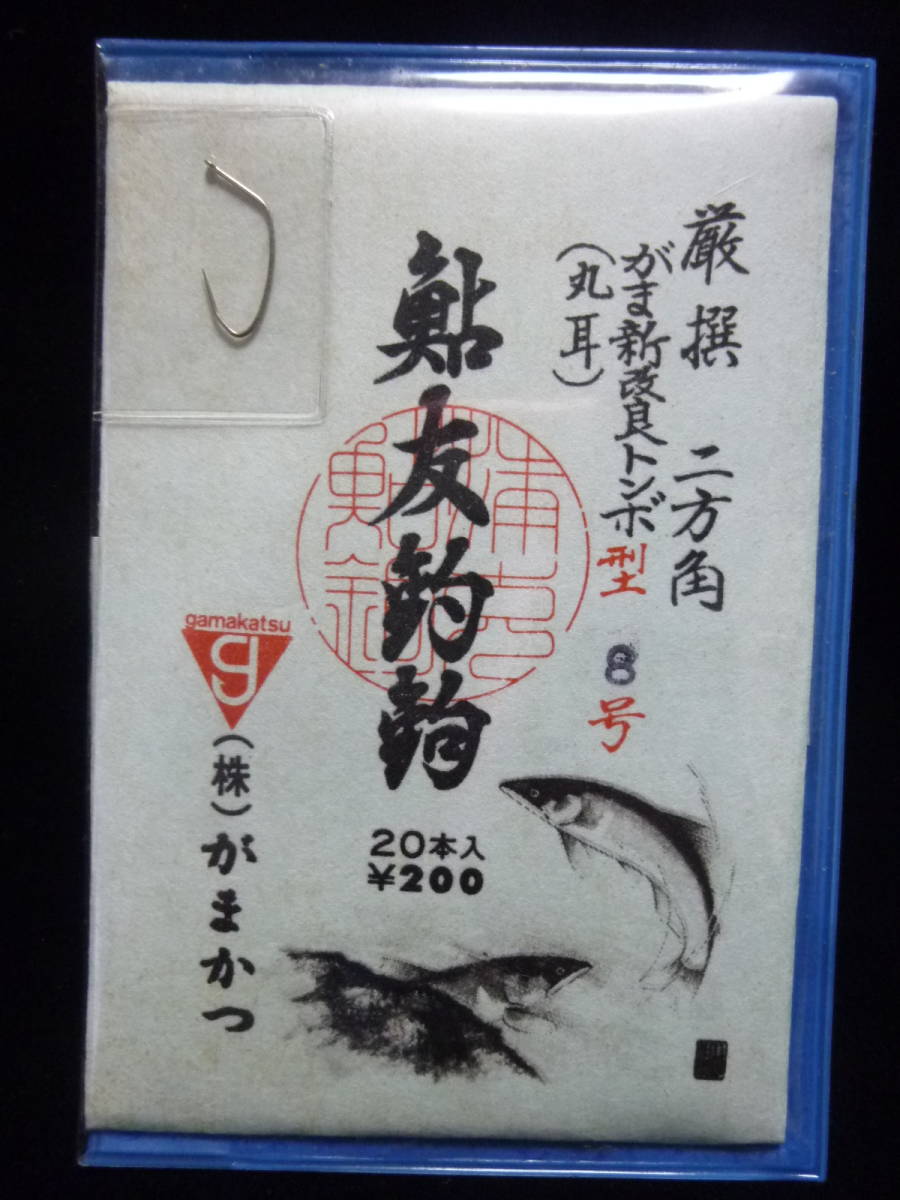 厳撰 二方角
がま新改良トンボ型 8号
(丸耳)
鮎友釣鈎
20本入
¥200
gamakatsu
g
(株)がまかつ